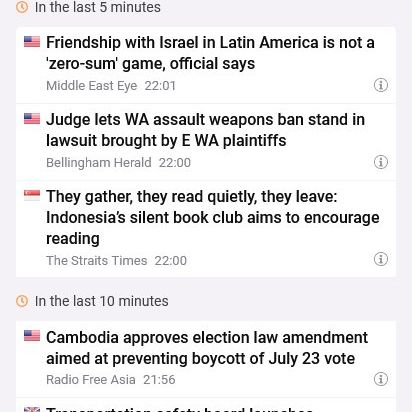 In the last 5 minutes
Friendship with Israel in Latin America is not a
'zero-sum' game, official says
Middle East Eye 22:01
Judge lets WA assault weapons ban stand in
lawsuit brought by E WA plaintiffs
Bellingham Herald 22:00
They gather, they read quietly, they leave:
Indonesia’s silent book club aims to encourage
reading
The Straits Times 22:00
In the last 10 minutes
Cambodia approves election law amendment
aimed at preventing boycott of July 23 vote
Radio Free Asia 21:56
Transportation safety board launches